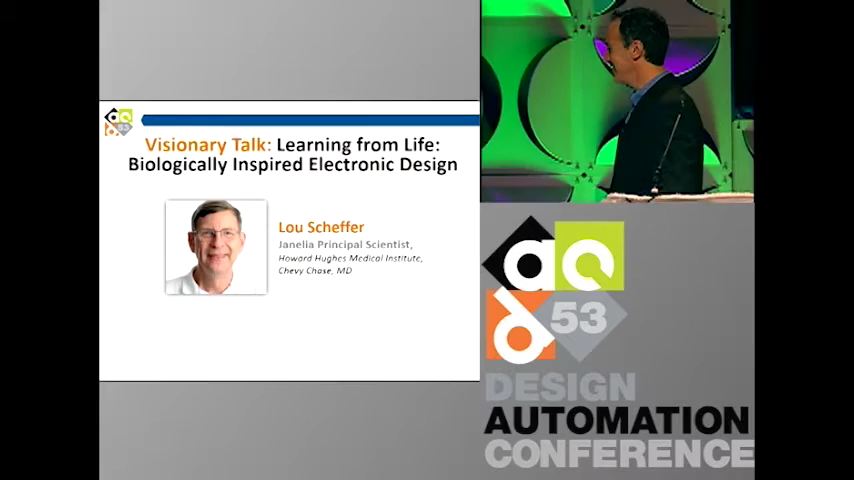 Visionary Talk: Learning from Life:
Biologically Inspired Electronic Design
Lou Scheffer
Janelia Principal Scientist,
Howard Hughes Medical Institute,
Chevy Chase, MD
dac
53
DESIGN
AUTOMATION
CONFERENCE